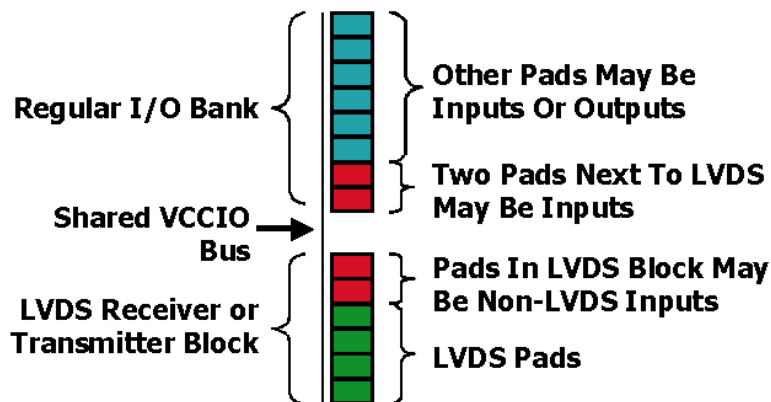 Regular I/O Bank
Other Pads May Be
Inputs Or Outputs
Two Pads Next To LVDS
May Be Inputs
Shared VCCIO
Bus
LVDS Receiver or
Transmitter Block
Pads In LVDS Block May
Be Non-LVDS Inputs
LVDS Pads